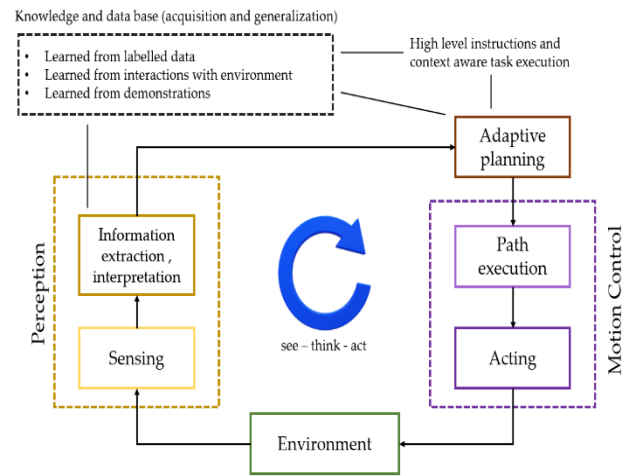 Knowledge and data base (acquisition and generalization)
• Learned from labelled data
• Learned from interactions with environment
• Learned from demonstrations
High level instructions and
context aware task execution
Adaptive
planning
Perception
Information
extraction ,
interpretation
Sensing
see – think - act
Path
execution
Acting
Motion Control
Environment